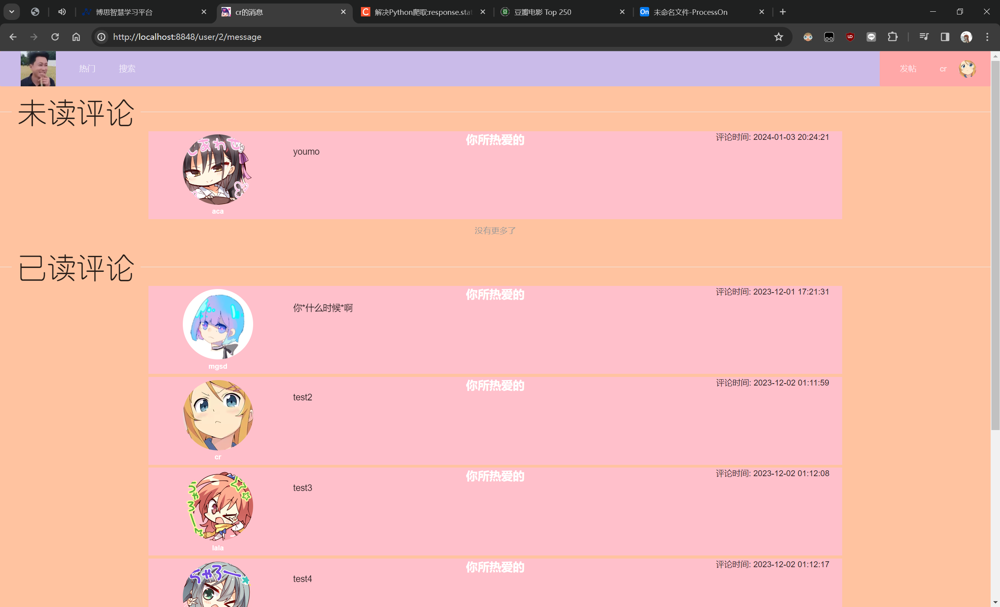 博思智慧学习平台
cr的消息
解决Python爬取:response.stat
豆瓣电影 Top 250
On 未命名文件-ProcessOn
http://localhost:8848/user/2/message
热门 搜索 发帖 cr
未读评论
しあわせ
你所热爱的
评论时间: 2024-01-03 20:24:21
youmo
aca
没有更多了
已读评论
你所热爱的
评论时间: 2023-12-01 17:21:31
你*什么时候*啊
mgsd
你所热爱的
评论时间: 2023-12-02 01:11:59
test2
cr
你所热爱的
评论时间: 2023-12-02 01:12:08
test3
lala
你所热爱的
评论时间: 2023-12-02 01:12:17
test4